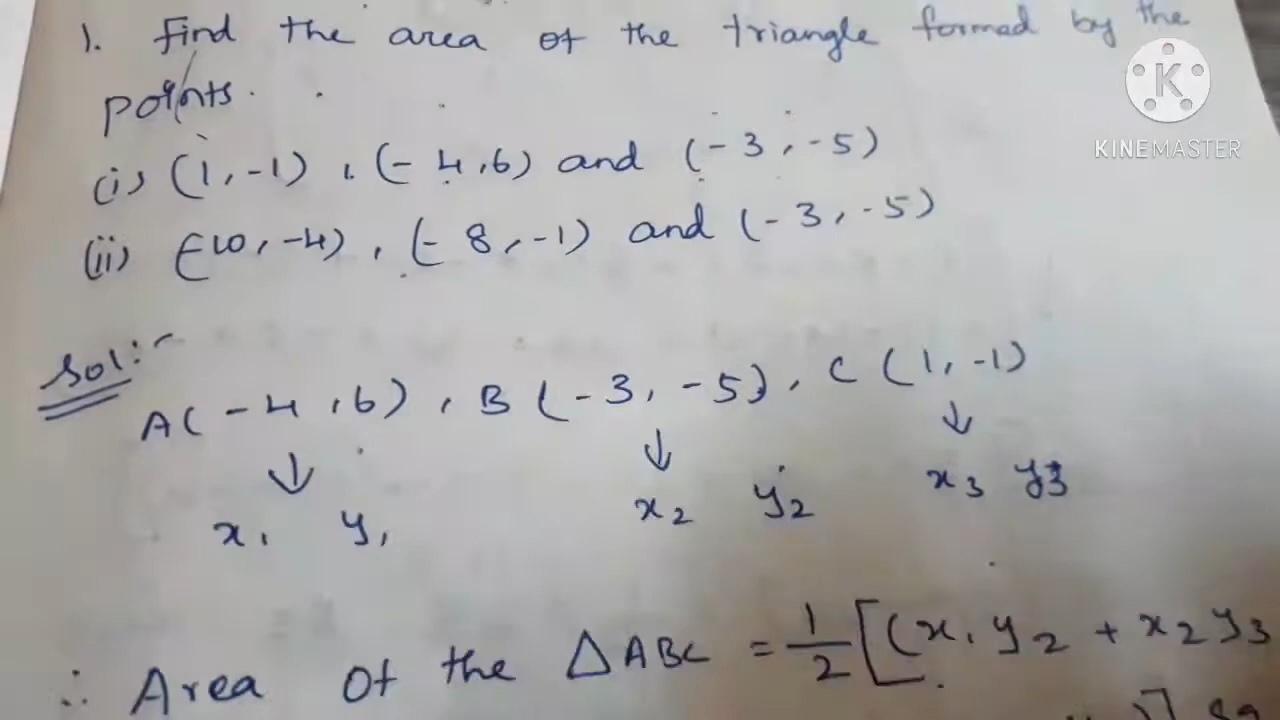 1. Find the area of the triangle formed by the
points.
(i) (1, -1), (-4, 6) and (-3, -5)
(ii) (-10, -4), (-8, -1) and (-3, -5)
Sol:-
A(-4, 6), B(-3, -5), C(1, -1)
↓ ↓ ↓
x₁ y₁ x₂ y₂ x₃ y₃
∴ Area of the △ABC = 1/2 [(x₁y₂ + x₂y₃
K
KINEMASTER